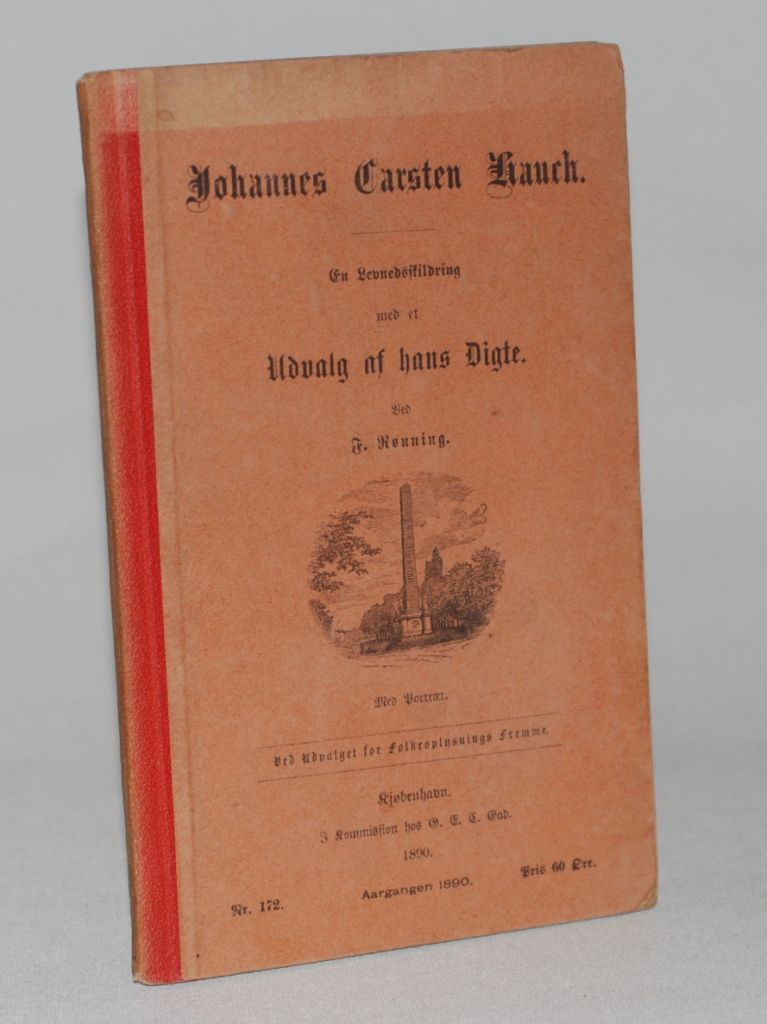 Johannes Carsten Hauch.
En Levnedsskildring
med et
Udvalg af hans Digte.
Ved
F. Rønning.
Med Portræt.
Ved Udvalget for Folkeoplysnings Fremme.
Kjøbenhavn.
I Kommission hos G. E. C. Gad.
1890.
Nr. 172.
Aargangen 1890.
Pris 60 Øre.